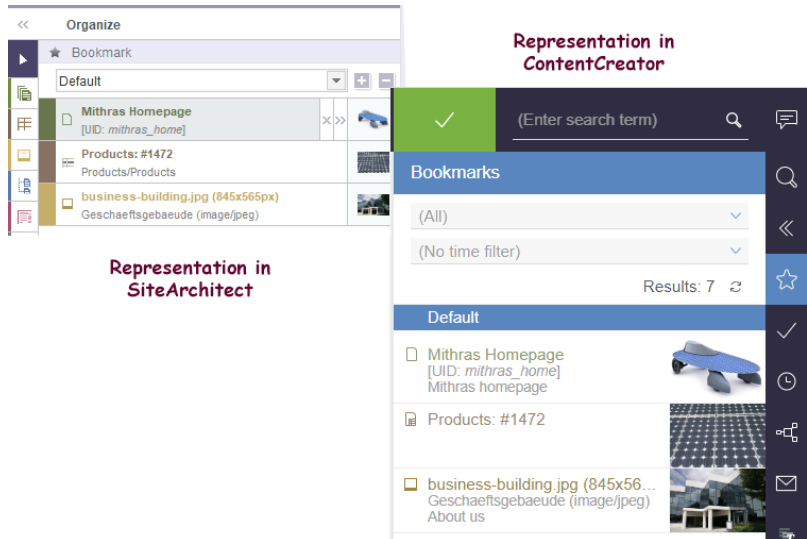 Organize
Bookmark
Default
Mithras Homepage
[UID: mithras_home]
Products: #1472
Products/Products
business-building.jpg (845x565px)
Geschaeftsgebaeude (image/jpeg)
Representation in
SiteArchitect
Representation in
ContentCreator
(Enter search term)
Bookmarks
(All)
(No time filter)
Results: 7
Default
Mithras Homepage
[UID: mithras_home]
Mithras homepage
Products: #1472
business-building.jpg (845x56...
Geschaeftsgebaeude (image/jpeg)
About us